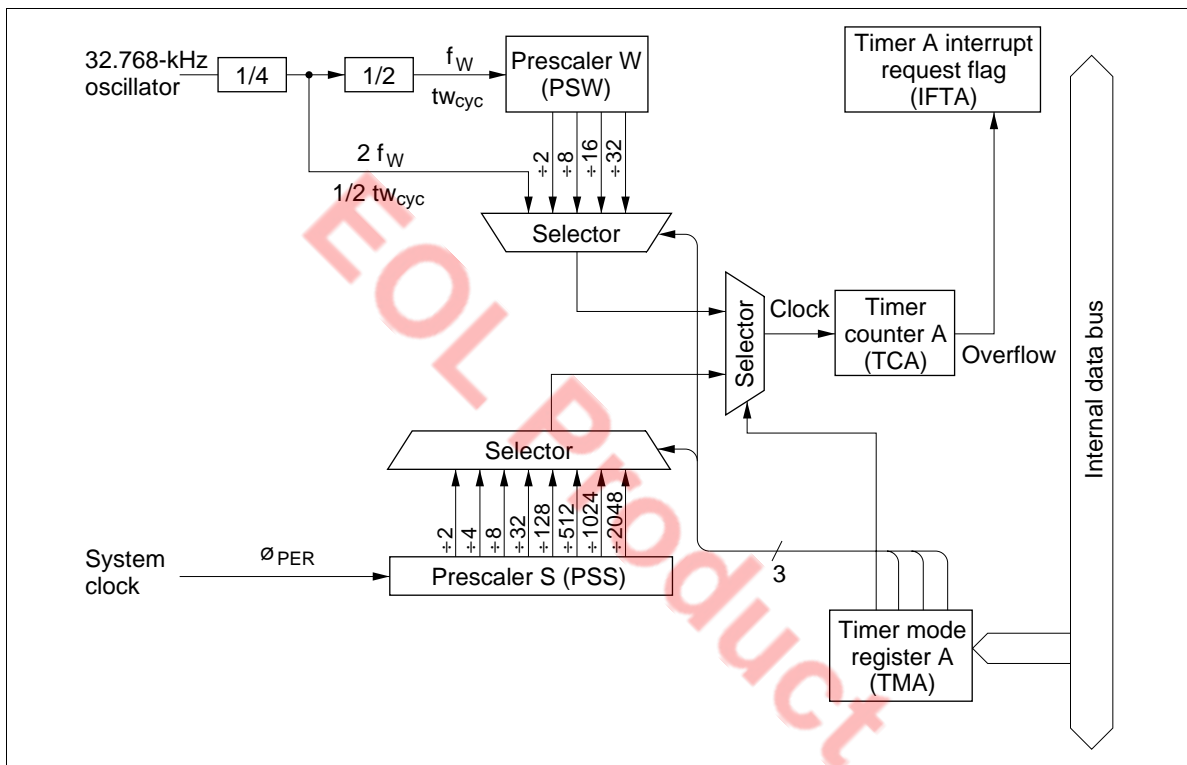 32.768-kHz
oscillator
1/4
1/2
fW
twcyc
Prescaler W
(PSW)
Timer A interrupt
request flag
(IFTA)
2 fW
1/2 twcyc
÷2
÷8
÷16
÷32
Selector
Selector
Clock
Timer
counter A
(TCA)
Overflow
Internal data bus
Selector
÷2
÷4
÷8
÷32
÷128
÷512
÷1024
÷2048
System
clock
øPER
Prescaler S (PSS)
3
Timer mode
register A
(TMA)
EOL Product